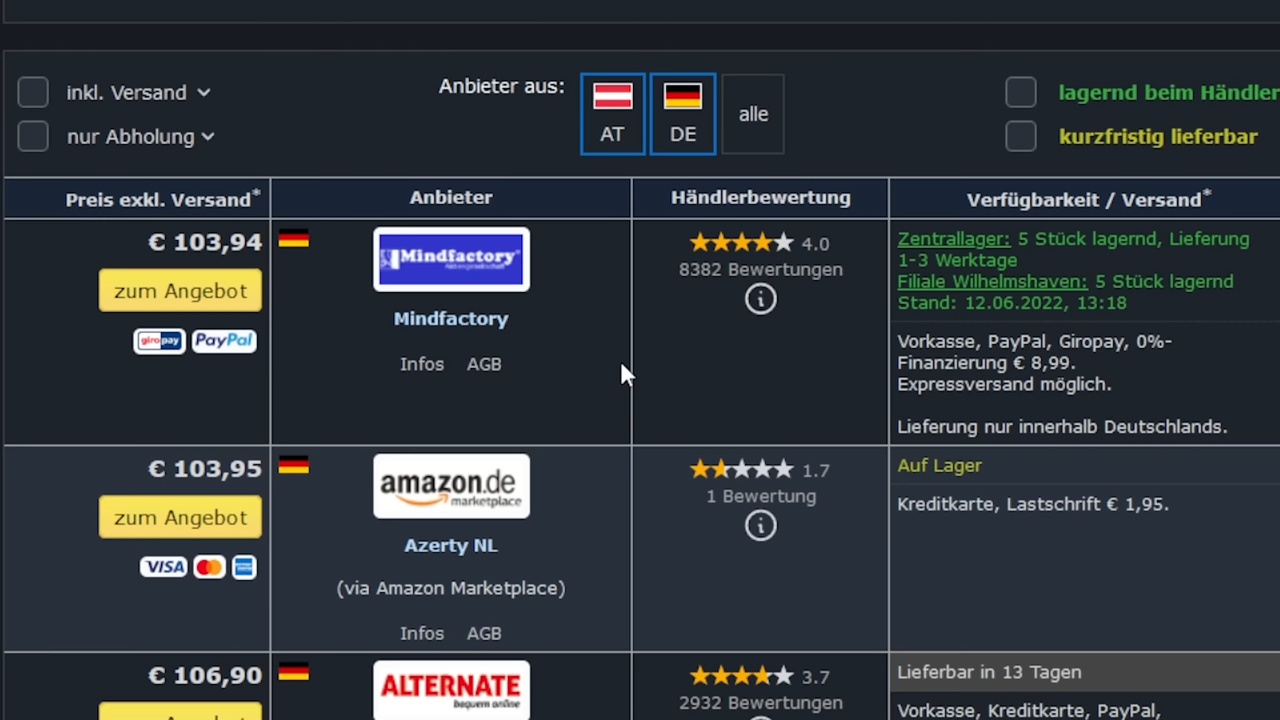 inkl. Versand
Anbieter aus:
AT
DE
alle
lagernd beim Händler
nur Abholung
kurzfristig lieferbar
Preis exkl. Versand*
Anbieter
Händlerbewertung
Verfügbarkeit / Versand*
€ 103,94
zum Angebot
giropay
PayPal
Mindfactory
Mindfactory
Infos
AGB
4.0
8382 Bewertungen
Zentrallager: 5 Stück lagernd, Lieferung
1-3 Werktage
Filiale Wilhelmshaven: 5 Stück lagernd
Stand: 12.06.2022, 13:18
Vorkasse, PayPal, Giropay, 0%-
Finanzierung € 8,99.
Expressversand möglich.
Lieferung nur innerhalb Deutschlands.
€ 103,95
zum Angebot
VISA
amazon.de
marketplace
Azerty NL
(via Amazon Marketplace)
Infos
AGB
1.7
1 Bewertung
Auf Lager
Kreditkarte, Lastschrift € 1,95.
€ 106,90
ALTERNATE
bequem online
3.7
2932 Bewertungen
Lieferbar in 13 Tagen
Vorkasse, Kreditkarte, PayPal,